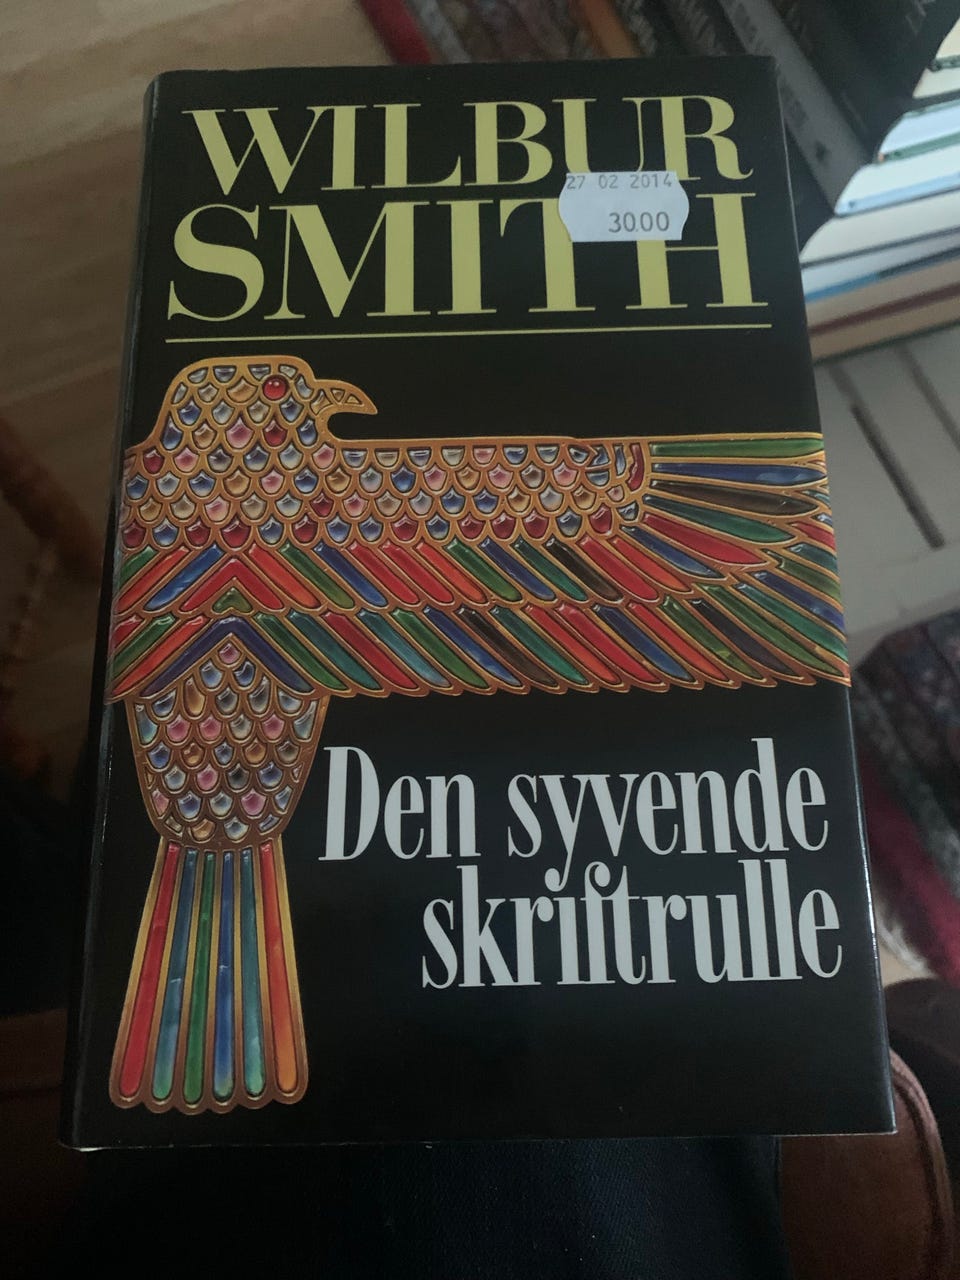 WILBUR
SMITH
27 02 2014
30.00
Den syvende
skriftrulle